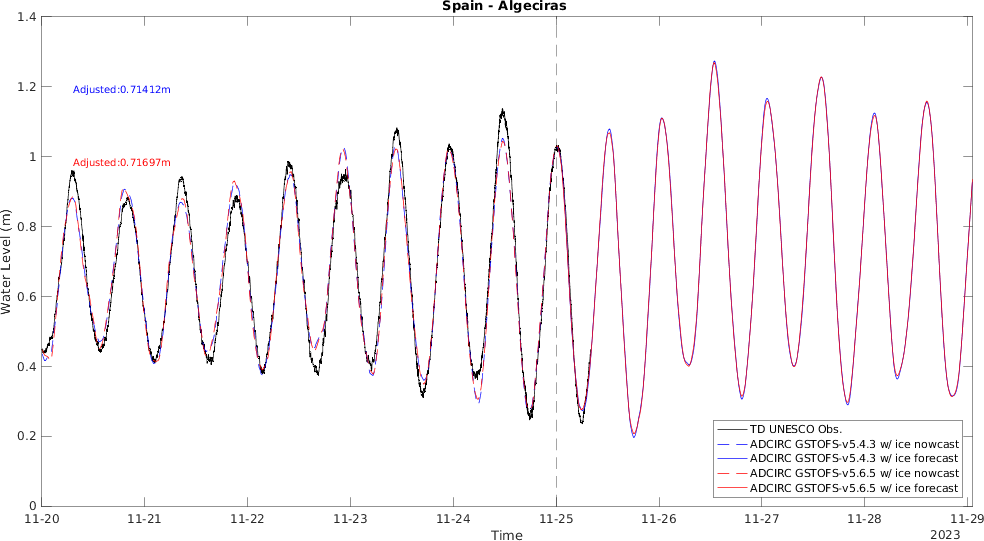 Spain - Algeciras
1.4
1.2
1
0.8
0.6
0.4
0.2
0
Water Level (m)
Adjusted:0.71412m
Adjusted:0.71697m
TD UNESCO Obs.
ADCIRC GSTOFS-v5.4.3 w/ ice nowcast
ADCIRC GSTOFS-v5.4.3 w/ ice forecast
ADCIRC GSTOFS-v5.6.5 w/ ice nowcast
ADCIRC GSTOFS-v5.6.5 w/ ice forecast
11-20 11-21 11-22 11-23 11-24 11-25 11-26 11-27 11-28 11-29
Time
2023